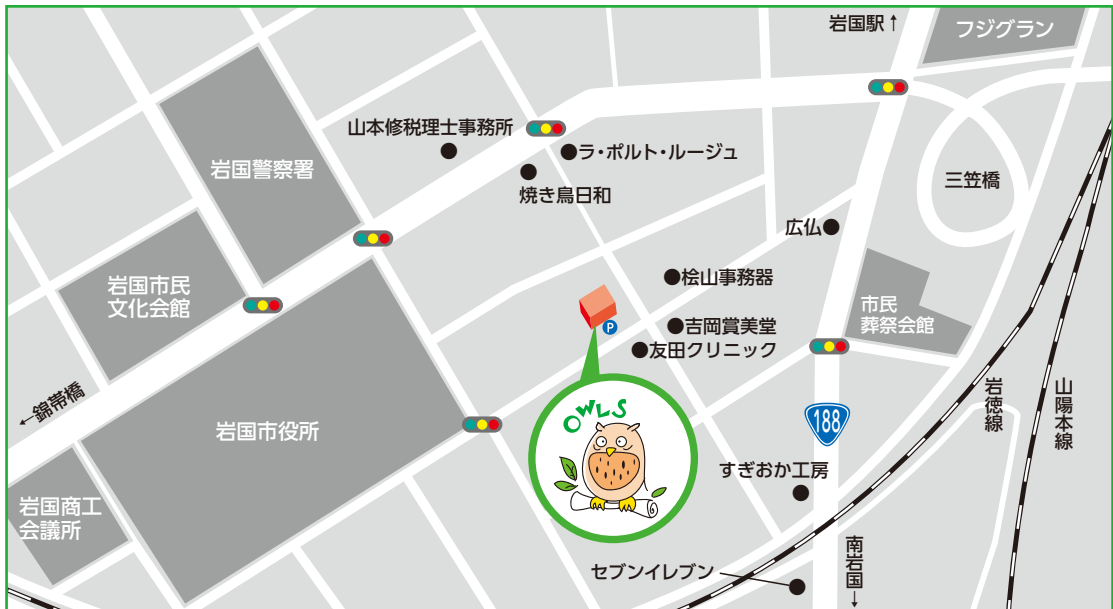 岩国駅↑
フジグラン
山本修税理士事務所
ラ・ポルト・ルージュ
焼き鳥日和
岩国警察署
三笠橋
広仏
岩国市民
文化会館
桧山事務器
市民
葬祭会館
P
吉岡賞美堂
友田クリニック
←錦帯橋
岩国市役所
OWLS
188
岩徳線
山陽本線
すぎおか工房
岩国商工
会議所
セブンイレブン
南岩国↓